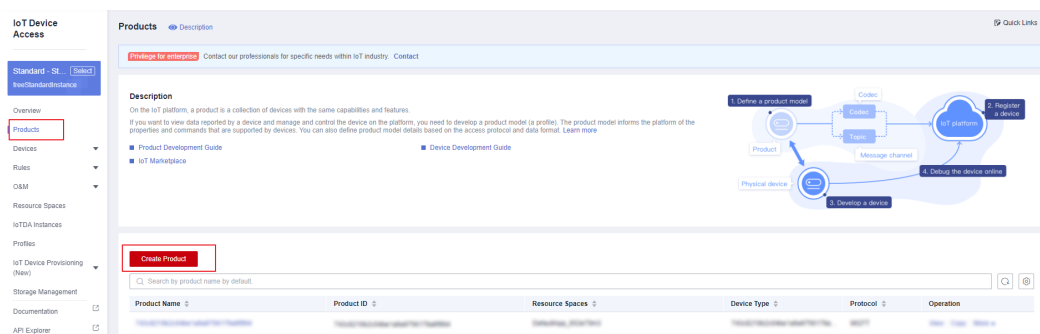 IoT Device
Access
Standard - St... Select
freeStandardInstance
Overview
Products
Devices
Rules
O&M
Resource Spaces
IoTDA Instances
Profiles
IoT Device Provisioning
(New)
Storage Management
Documentation
API Explorer
Products Description
Quick Links
Privilege for enterprise Contact our professionals for specific needs within IoT industry. Contact
Description
On the IoT platform, a product is a collection of devices with the same capabilities and features.
If you want to view data reported by a device and manage and control the device on the platform, you need to develop a product model (a profile). The product model informs the platform of the
properties and commands that are supported by devices. You can also define product model details based on the access protocol and data format. Learn more
Product Development Guide
Device Development Guide
IoT Marketplace
1. Define a product model
Codec
Codec
Topic
Message channel
Product
Physical device
IoT platform
2. Register
a device
3. Develop a device
4. Debug the device online
Create Product
Search by product name by default.
Product Name Product ID Resource Spaces Device Type Protocol Operation